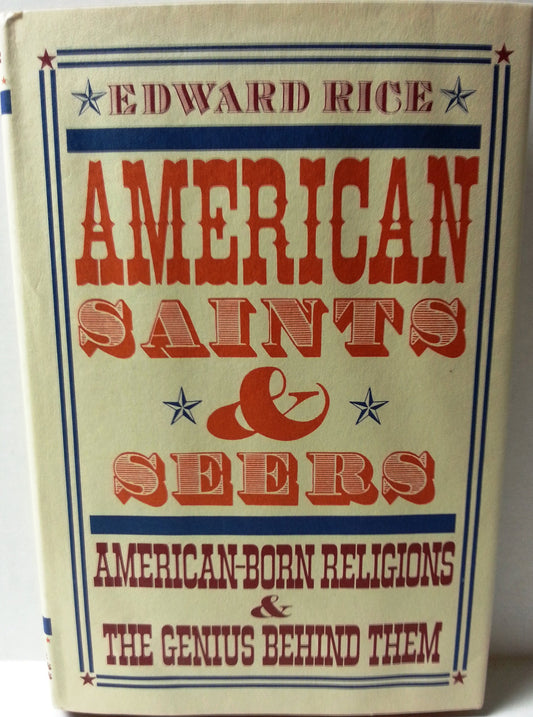 EDWARD RICE
AMERICAN
SAINTS
&
SEERS
AMERICAN-BORN RELIGIONS
&
THE GENIUS BEHIND THEM